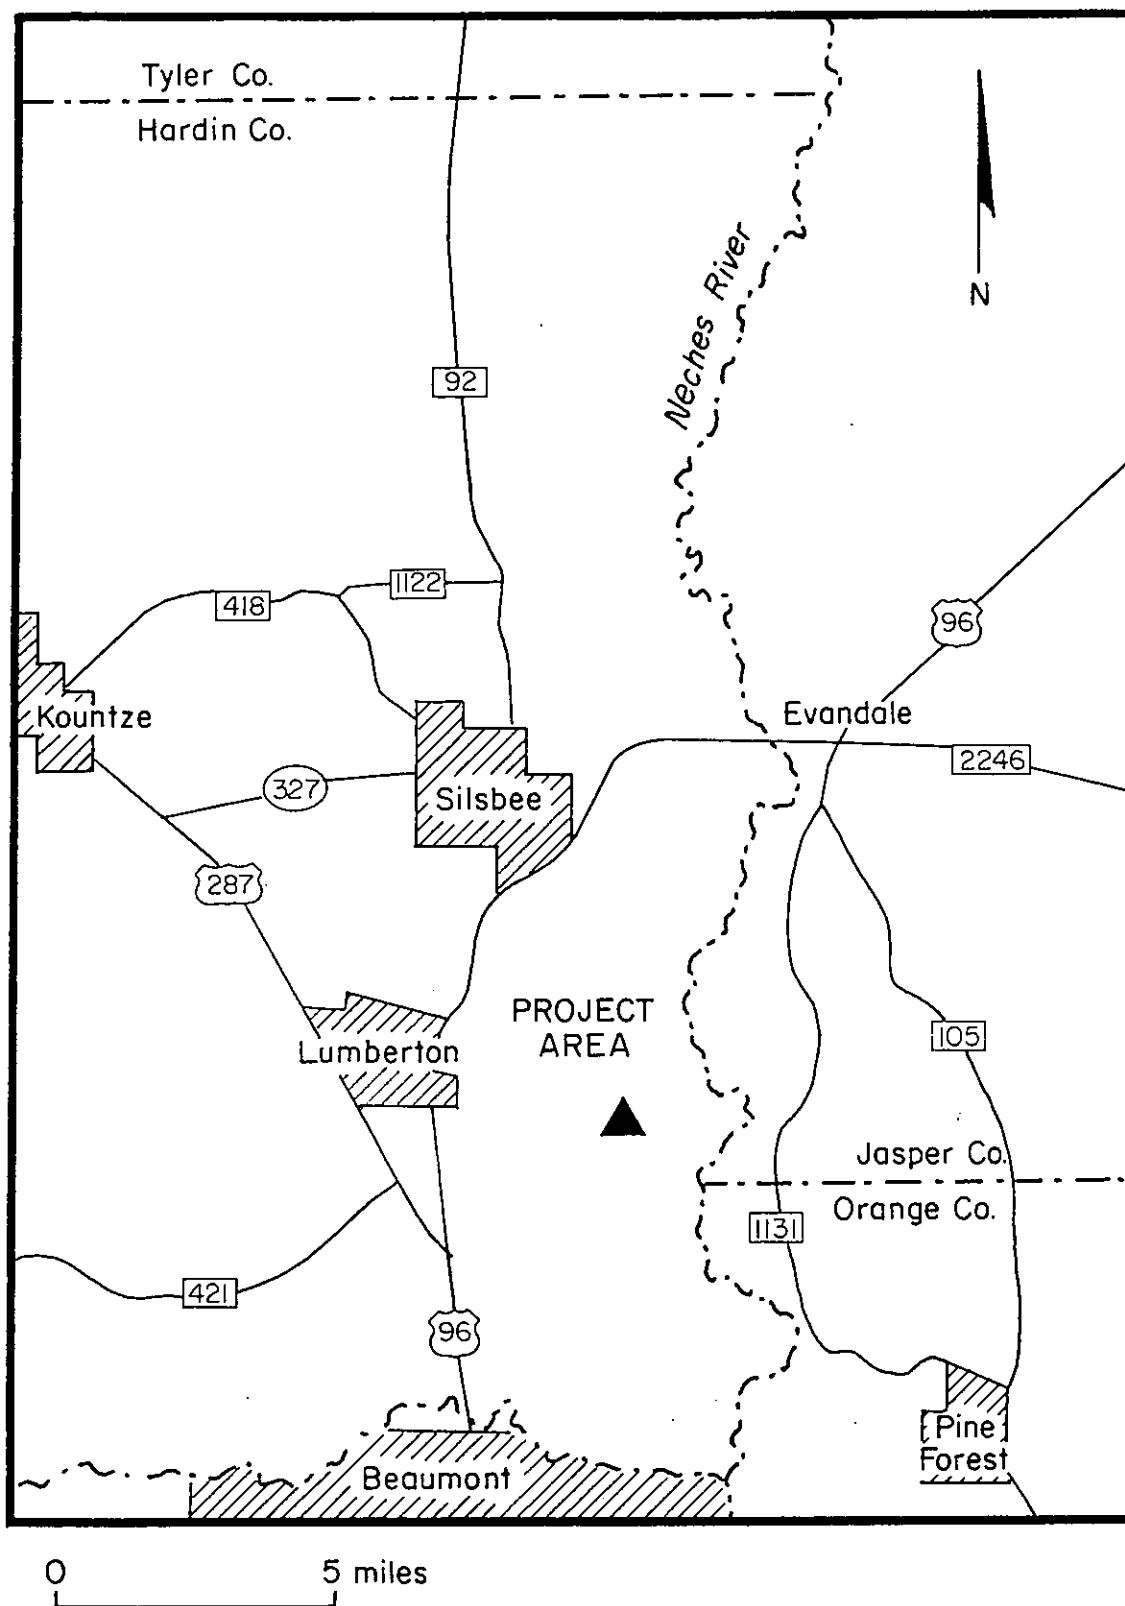 Tyler Co.
Hardin Co.
N
Neches River
92
1122
418
96
Kountze
Evandale
2246
327
Silsbee
287
PROJECT
AREA
105
Lumberton
Jasper Co.
Orange Co.
1131
421
96
Pine
Forest
Beaumont
0 5 miles